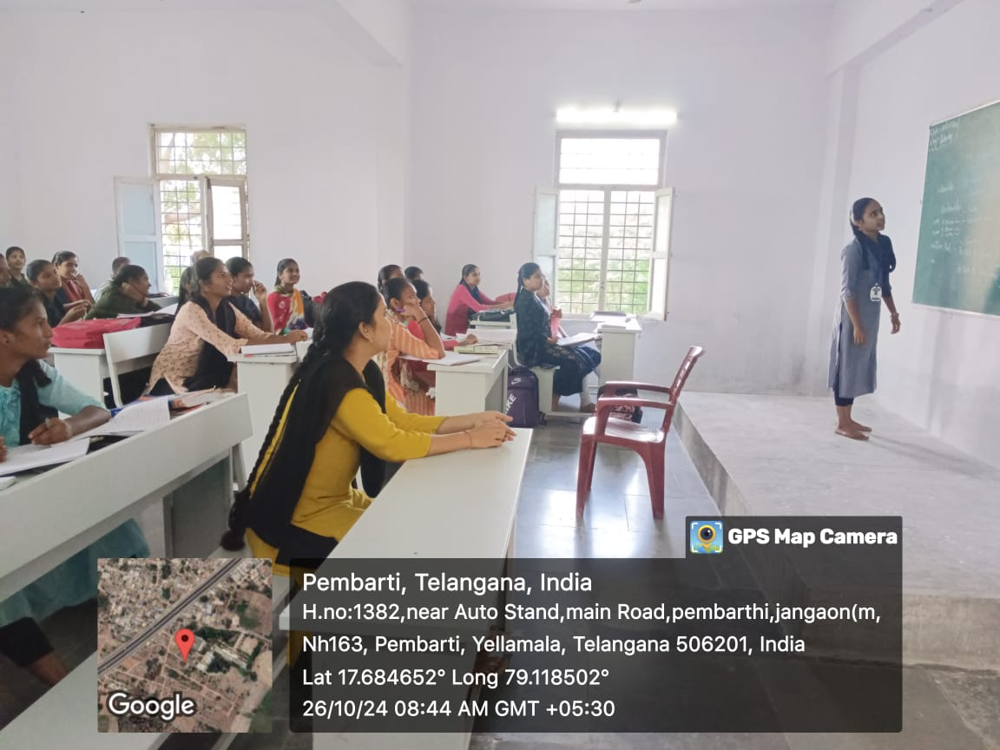 NIKE
GPS Map Camera
Pembarti, Telangana, India
H.no:1382,near Auto Stand,main Road,pembarthi,jangaon(m,
Nh163, Pembarti, Yellamala, Telangana 506201, India
Lat 17.684652° Long 79.118502°
26/10/24 08:44 AM GMT +05:30
Google